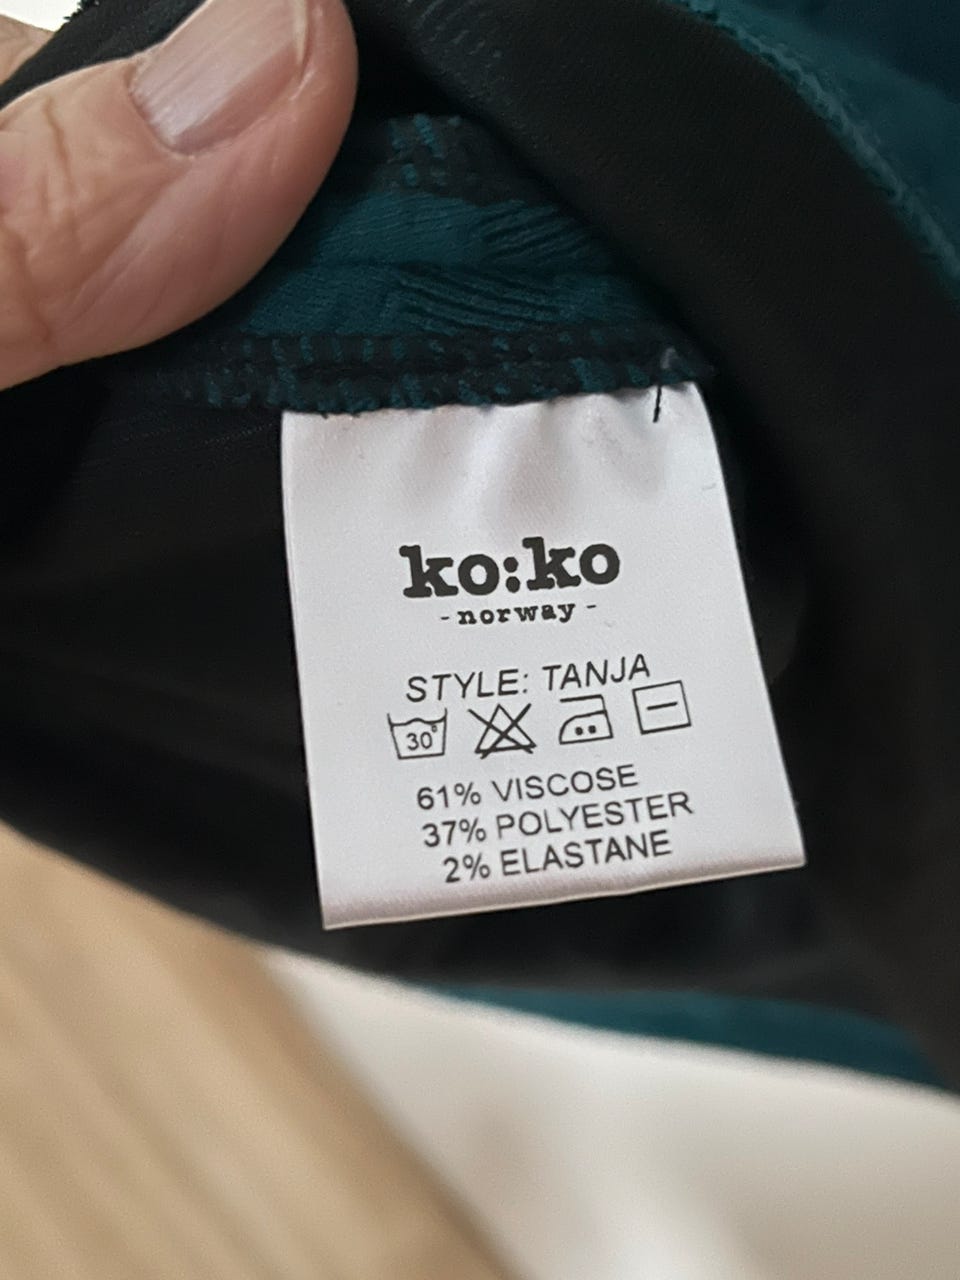 ko:ko
- norway -
STYLE: TANJA
30°
61% VISCOSE
37% POLYESTER
2% ELASTANE